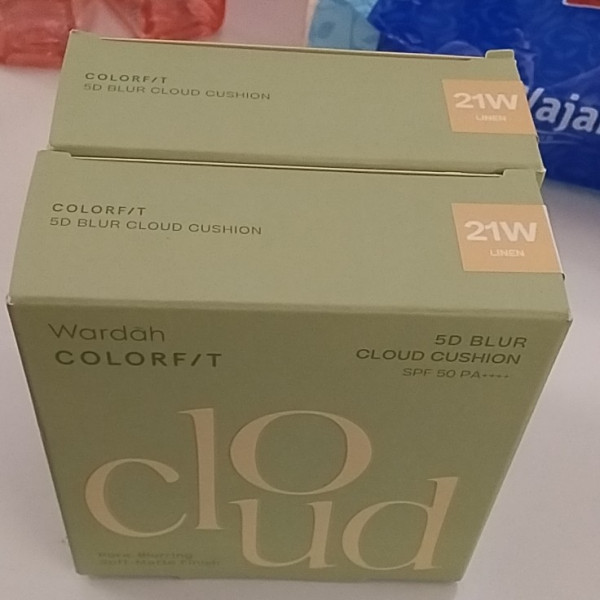 COLORF/T
5D BLUR CLOUD CUSHION
21W
LINEN
COLORF/T
5D BLUR CLOUD CUSHION
21W
LINEN
Wardah
COLORF/T
5D BLUR
CLOUD CUSHION
SPF 50 PA++++
cloud
Pore Blurring
Soft-Matte Finish